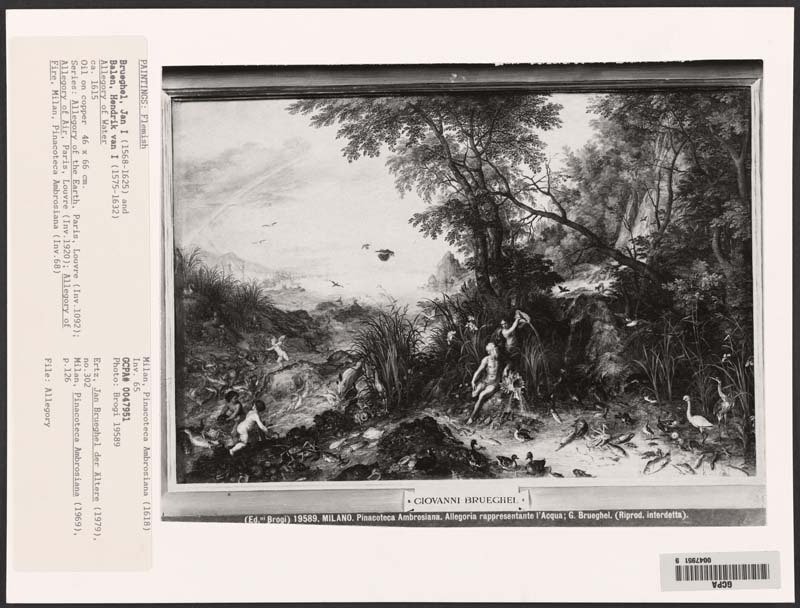 PAINTINGS: Flemish
Brueghel, Jan I (1568-1625) and
Balen, Hendrik van I (1575-1632)
Allegory of Water
ca. 1615
Oil on copper 46 x 66 cm.
Series: Allegory of the Earth, Paris, Louvre (Inv.1092);
Allegory of Air, Paris, Louvre (Inv.1920); Allegory of
Fire, Milan, Pinacoteca Ambrosiana (Inv.68)
Milan, Pinacoteca Ambrosiana (1618)
Inv. 65
GCPA# 0047951
Photo: Brogi 19589
Ertz, Jan Brueghel der Altere (1979),
no.302
Milan, Pinacoteca Ambrosiana (1969),
p.126
File: Allegory
GIOVANNI BRUEGHEL
(Ed.ni Brogi) 19589. MILANO. Pinacoteca Ambrosiana. Allegoria rappresentante l'Acqua; G. Brueghel. (Riprod. interdetta).
GCPA
0047951 9